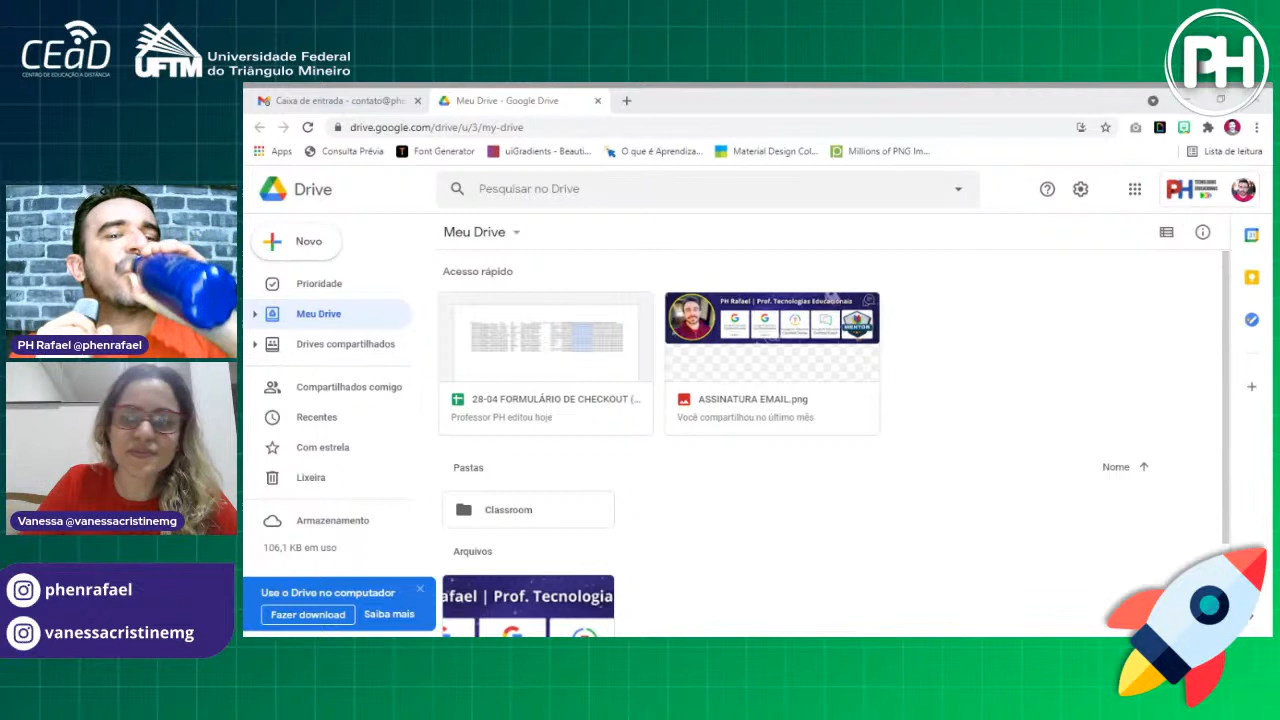 CEaD
CENTRO DE EDUCAÇÃO A DISTÂNCIA
UFTM
Universidade Federal
do Triângulo Mineiro
PH
Caixa de entrada - contato@ph
Meu Drive - Google Drive
drive.google.com/drive/u/3/my-drive
Apps
Consulta Prévia
Font Generator
uiGradients - Beauti...
O que é Aprendiza...
Material Design Col...
Millions of PNG Im...
Lista de leitura
Drive
Pesquisar no Drive
PH TECNOLOGIAS
EDUCACIONAIS
Novo
Meu Drive
Prioridade
Meu Drive
Drives compartilhados
Compartilhados comigo
Recentes
Com estrela
Lixeira
Armazenamento
106,1 KB em uso
Use o Drive no computador
Fazer download
Saiba mais
Acesso rápido
28-04 FORMULÁRIO DE CHECKOUT (...
Professor PH editou hoje
PH Rafael | Prof. Tecnologias Educacionais
MENTOR
ASSINATURA EMAIL.png
Você compartilhou no último mês
Pastas
Nome
Classroom
Arquivos
afael | Prof. Tecnologia
PH Rafael @phenrafael
Vanessa @vanessacristinemg
phenrafael
vanessacristinemg